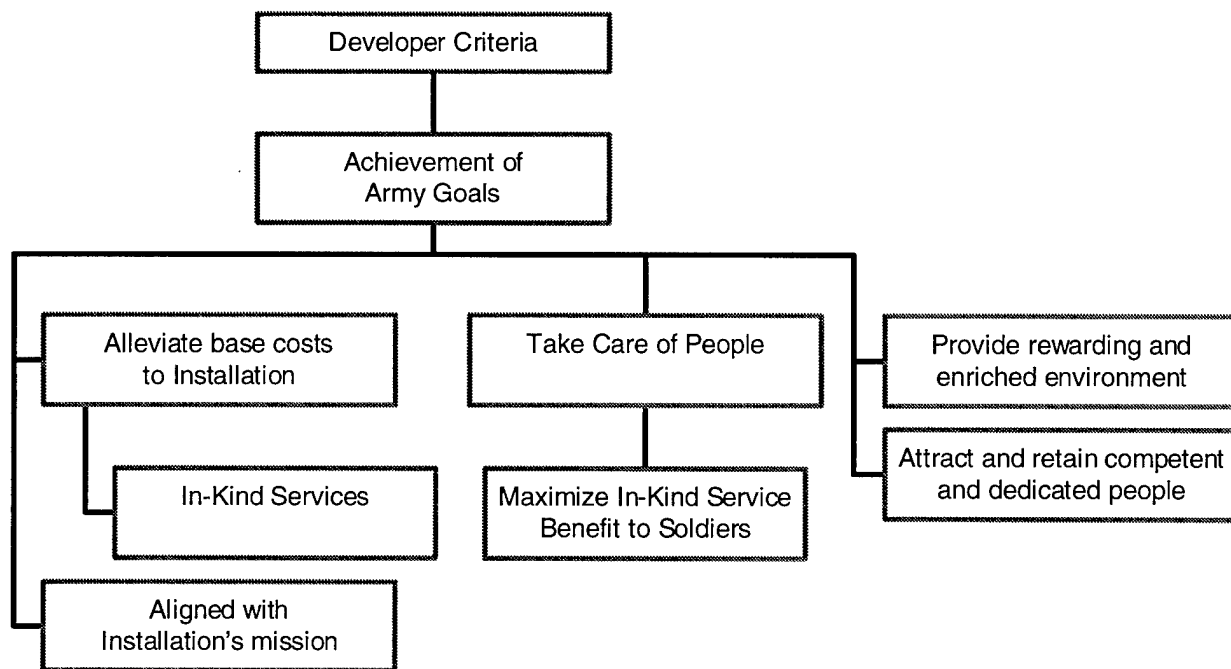 Developer Criteria
Achievement of
Army Goals
Alleviate base costs
to Installation
In-Kind Services
Aligned with
Installation's mission
Take Care of People
Maximize In-Kind Service
Benefit to Soldiers
Provide rewarding and
enriched environment
Attract and retain competent
and dedicated people